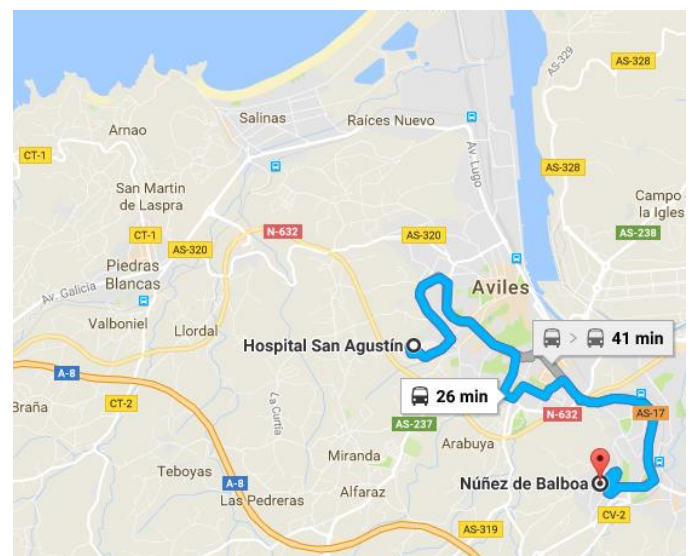 AS-329
AS-328
Salinas
Raíces Nuevo
Arnao
CT-1
Av. Lugo
AS-328
San Martin
de Laspra
Campo
la Igles
CT-1
N-632
AS-320
AS-238
AS-320
Piedras
Blancas
Av. Galicia
Aviles
Valboniel
Llordal
Hospital San Agustín
> 41 min
A-8
26 min
Braña
CT-2
La Curtia
AS-237
N-632
AS-17
Arabuya
Miranda
Teboyas
Núñez de Balboa
A-8
Las Pedreras
Alfaraz
CV-2
AS-319